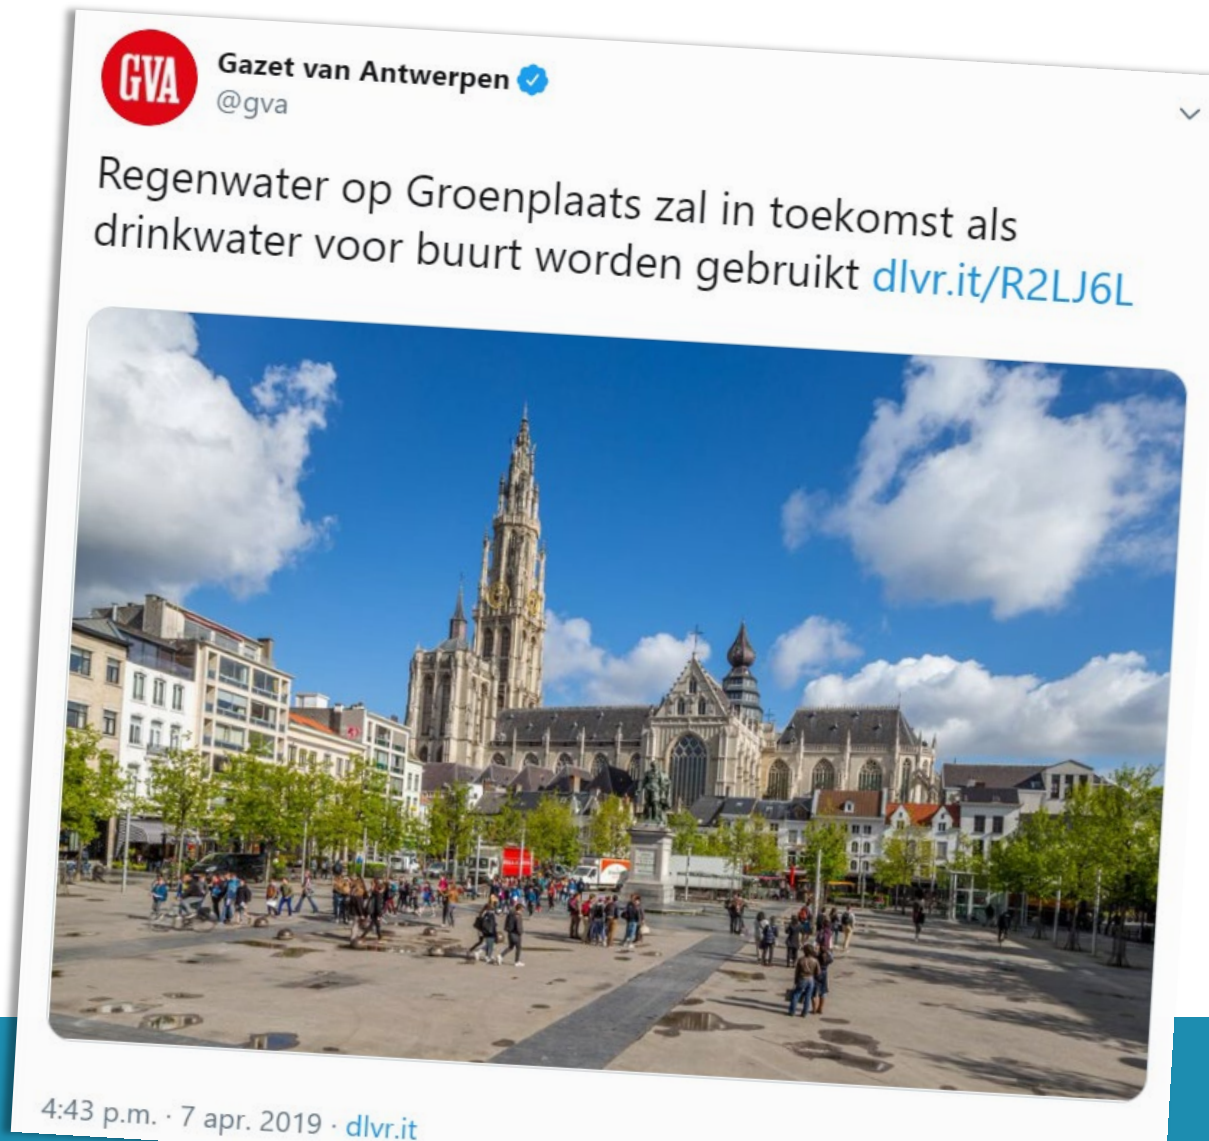 GVA
Gazet van Antwerpen
@gva
Regenwater op Groenplaats zal in toekomst als
drinkwater voor buurt worden gebruikt dlvr.it/R2LJ6L
4:43 p.m. · 7 apr. 2019 · dlvr.it